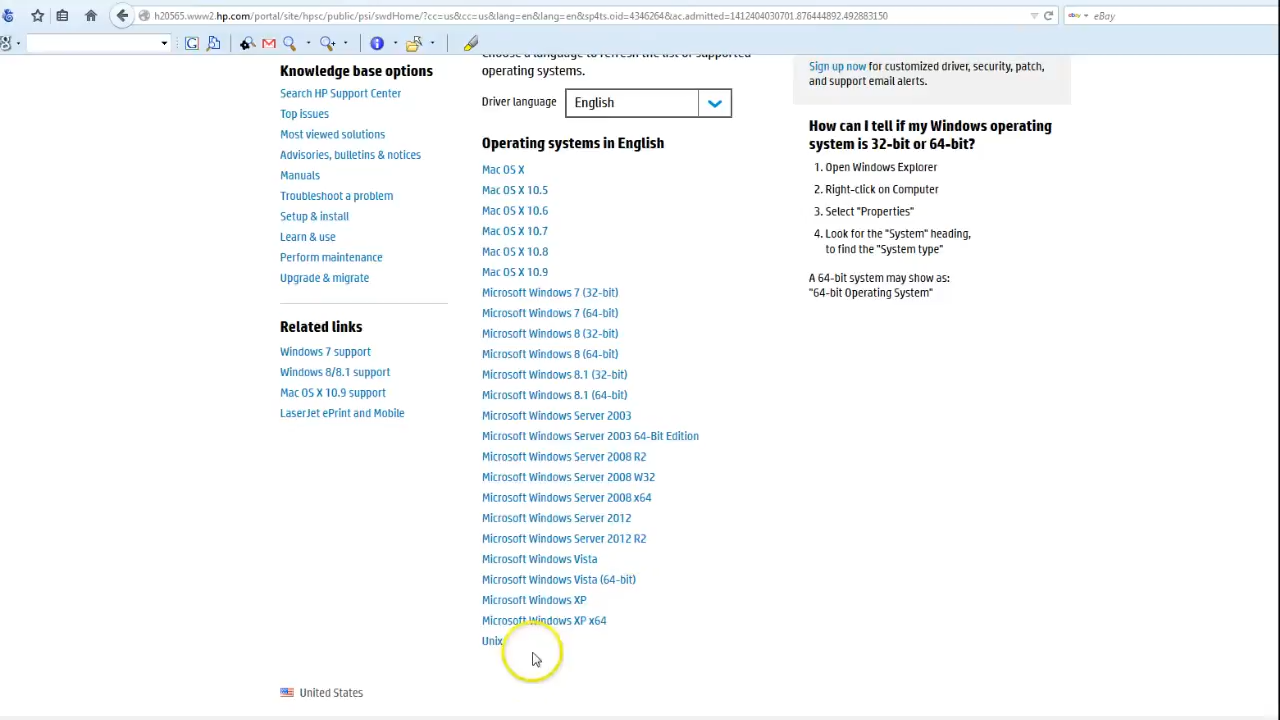 h20565.www2.hp.com/portal/site/hpsc/public/psi/swdHome/?cc=us&cc=us&lang=en&lang=en&sp4ts.oid=4346264&ac.admitted=1412404030701.876444892.492883150
eBay
Knowledge base options
Search HP Support Center
Top issues
Most viewed solutions
Advisories, bulletins & notices
Manuals
Troubleshoot a problem
Setup & install
Learn & use
Perform maintenance
Upgrade & migrate
Related links
Windows 7 support
Windows 8/8.1 support
Mac OS X 10.9 support
LaserJet ePrint and Mobile
Choose a language to refresh the list of supported
operating systems.
Driver language
English
Operating systems in English
Mac OS X
Mac OS X 10.5
Mac OS X 10.6
Mac OS X 10.7
Mac OS X 10.8
Mac OS X 10.9
Microsoft Windows 7 (32-bit)
Microsoft Windows 7 (64-bit)
Microsoft Windows 8 (32-bit)
Microsoft Windows 8 (64-bit)
Microsoft Windows 8.1 (32-bit)
Microsoft Windows 8.1 (64-bit)
Microsoft Windows Server 2003
Microsoft Windows Server 2003 64-Bit Edition
Microsoft Windows Server 2008 R2
Microsoft Windows Server 2008 W32
Microsoft Windows Server 2008 x64
Microsoft Windows Server 2012
Microsoft Windows Server 2012 R2
Microsoft Windows Vista
Microsoft Windows Vista (64-bit)
Microsoft Windows XP
Microsoft Windows XP x64
Unix
Sign up now for customized driver, security, patch,
and support email alerts.
How can I tell if my Windows operating
system is 32-bit or 64-bit?
1. Open Windows Explorer
2. Right-click on Computer
3. Select "Properties"
4. Look for the "System" heading,
to find the "System type"
A 64-bit system may show as:
"64-bit Operating System"
United States